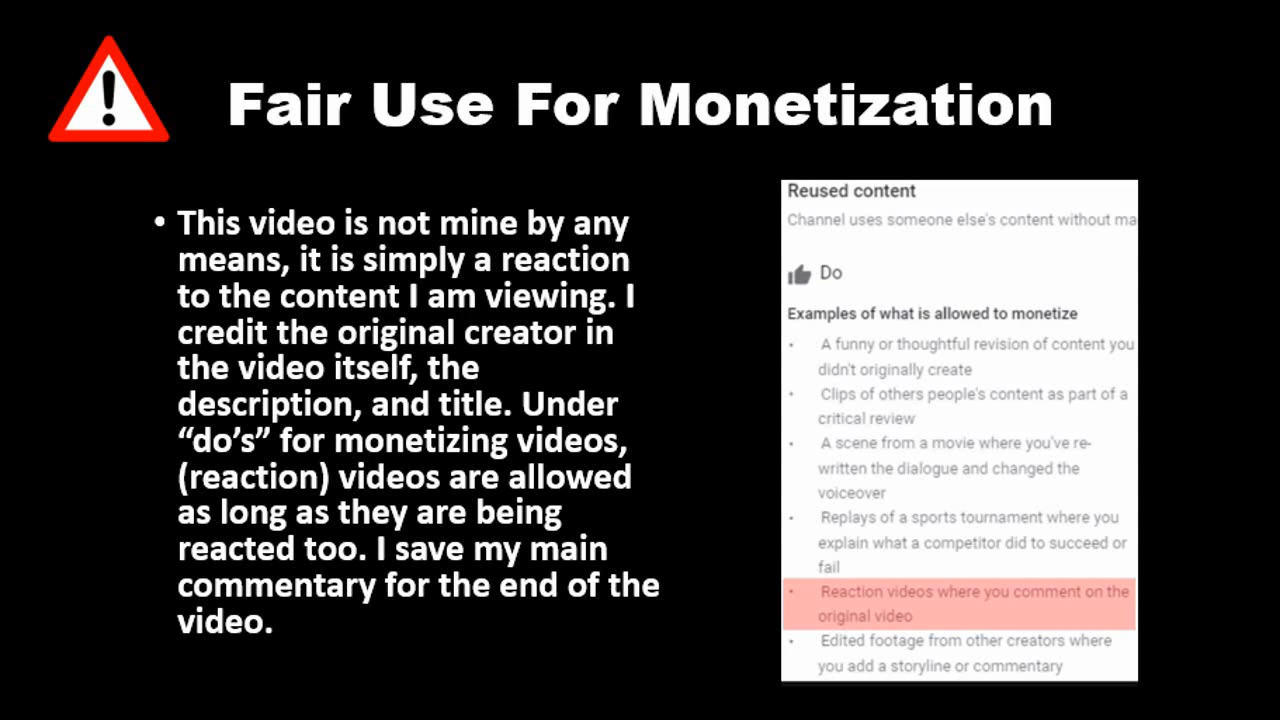 Fair Use For Monetization
• This video is not mine by any
means, it is simply a reaction
to the content I am viewing. I
credit the original creator in
the video itself, the
description, and title. Under
“do’s” for monetizing videos,
(reaction) videos are allowed
as long as they are being
reacted too. I save my main
commentary for the end of the
video.
Reused content
Channel uses someone else's content without ma
Do
Examples of what is allowed to monetize
• A funny or thoughtful revision of content you
didn't originally create
• Clips of others people's content as part of a
critical review
• A scene from a movie where you've re-
written the dialogue and changed the
voiceover
• Replays of a sports tournament where you
explain what a competitor did to succeed or
fail
• Reaction videos where you comment on the
original video
• Edited footage from other creators where
you add a storyline or commentary